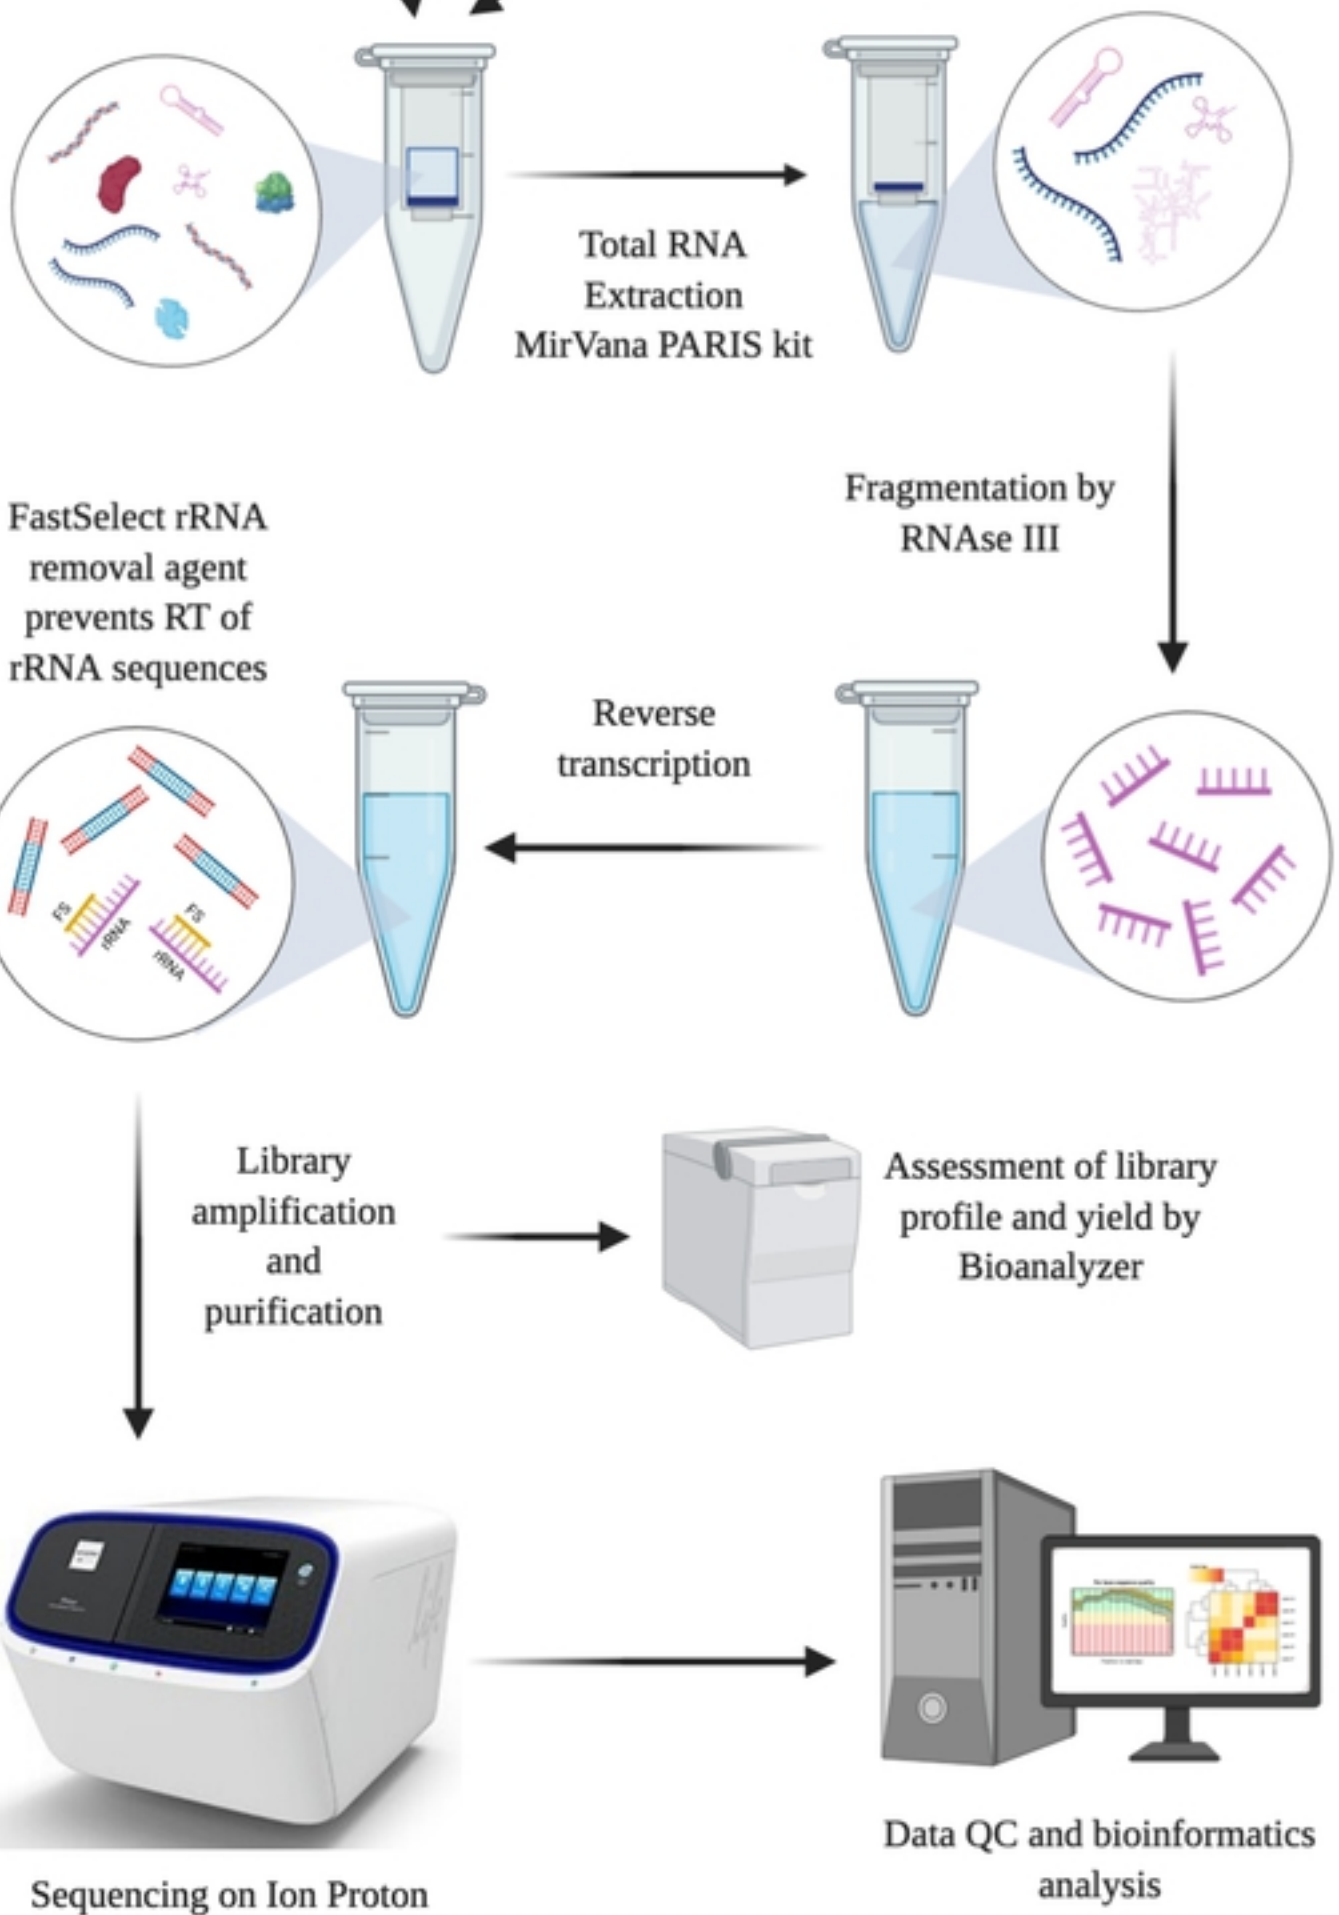 Total RNA
Extraction
MirVana PARIS kit
Fragmentation by
RNAse III
FastSelect rRNA
removal agent
prevents RT of
rRNA sequences
Reverse
transcription
FS
rRNA
FS
rRNA
Library
amplification
and
purification
Assessment of library
profile and yield by
Bioanalyzer
Sequencing on Ion Proton
Data QC and bioinformatics
analysis